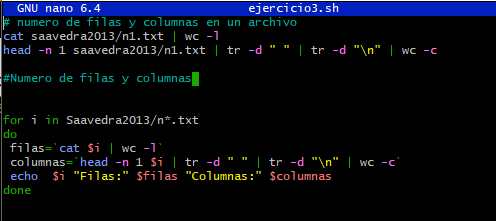 GNU nano 6.4 ejercicio3.sh
# numero de filas y columnas en un archivo
cat saavedra2013/n1.txt | wc -l
head -n 1 saavedra2013/n1.txt | tr -d " " | tr -d "\n" | wc -c
#Numero de filas y columnas
for i in Saavedra2013/n*.txt
do
filas=`cat $i | wc -l`
columnas=`head -n 1 $i | tr -d " " | tr -d "\n" | wc -c`
echo $i "Filas:" $filas "Columnas:" $columnas
done